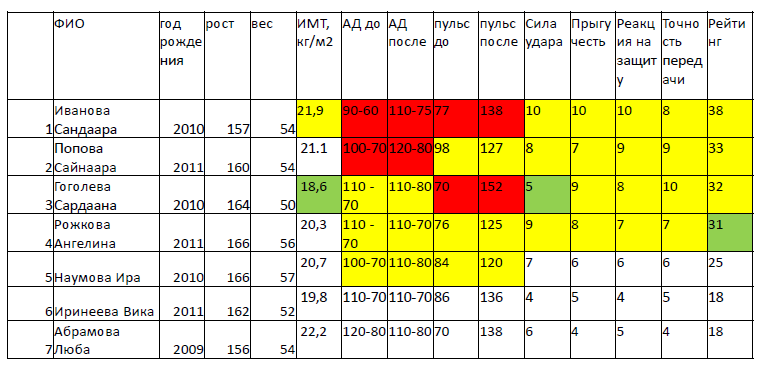 ФИО год рождения рост вес ИМТ, кг/м2 АД до АД после пульс до пульс после Сила удара Прыгучесть Реакция на защиту Точность передачи Рейтинг
1 Иванова Сандаара 2010 157 54 21,9 90-60 110-75 77 138 10 10 10 8 38
2 Попова Сайнаара 2011 160 54 21.1 100-70 120-80 98 127 8 7 9 9 33
3 Гоголева Сардаана 2010 164 50 18,6 110 - 70 110-80 70 152 5 9 8 10 32
4 Рожкова Ангелина 2011 166 56 20,3 110 - 70 110-70 76 125 9 8 7 7 31
5 Наумова Ира 2010 166 57 20,7 100-70 110-80 84 120 7 6 6 6 25
6 Иринеева Вика 2011 162 52 19,8 110-70 110-70 86 136 4 5 4 5 18
7 Абрамова Люба 2009 156 54 22,2 120-80 110-80 70 138 6 4 5 4 18